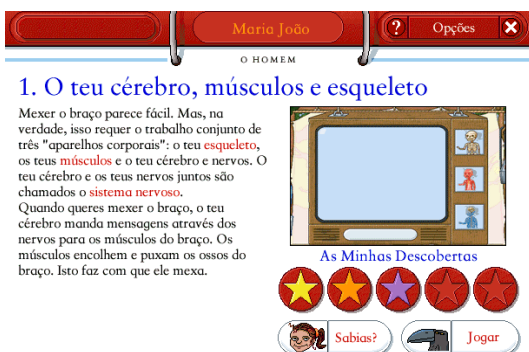 Maria João
? Opções X
O HOMEM
1. O teu cérebro, músculos e esqueleto
Mexer o braço parece fácil. Mas, na
verdade, isso requer o trabalho conjunto de
três "aparelhos corporais": o teu esqueleto,
os teus músculos e o teu cérebro e nervos. O
teu cérebro e os teus nervos juntos são
chamados o sistema nervoso.
Quando queres mexer o braço, o teu
cérebro manda mensagens através dos
nervos para os músculos do braço. Os
músculos encolhem e puxam os ossos do
braço. Isto faz com que ele mexa.
As Minhas Descobertas
Sabias?
Jogar